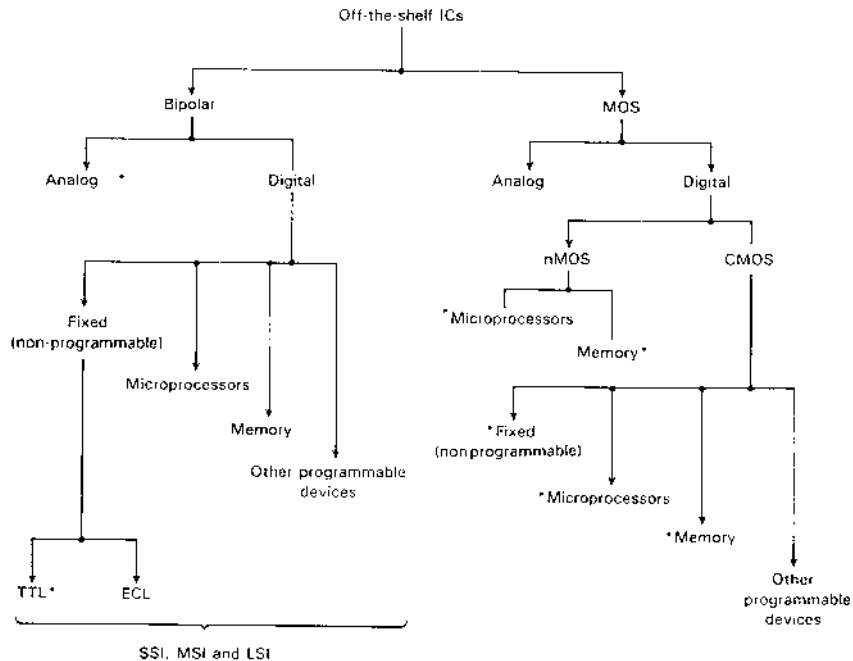 Off-the-shelf ICs
Bipolar
MOS
Analog *
Digital
Analog
Digital
nMOS
CMOS
Fixed
(non-programmable)
*Microprocessors
Memory*
Microprocessors
Memory
*Fixed
(nonprogrammable)
Other programmable
devices
*Microprocessors
*Memory
TTL*
ECL
Other
programmable
devices
SSI, MSI and LSI